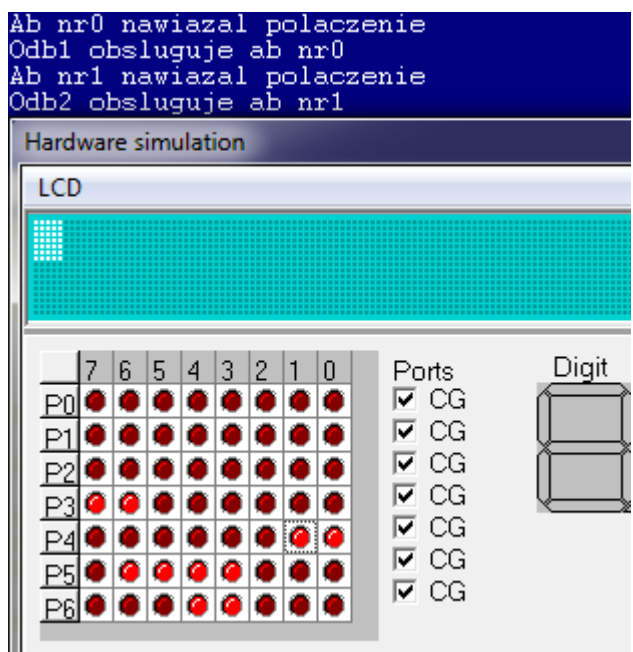 Ab nr0 nawiazal polaczenie
Odb1 obsluguje ab nr0
Ab nr1 nawiazal polaczenie
Odb2 obsluguje ab nr1
Hardware simulation
LCD
7 6 5 4 3 2 1 0
Ports
Digit
P0
CG
P1
CG
P2
CG
P3
CG
P4
CG
P5
CG
P6
CG